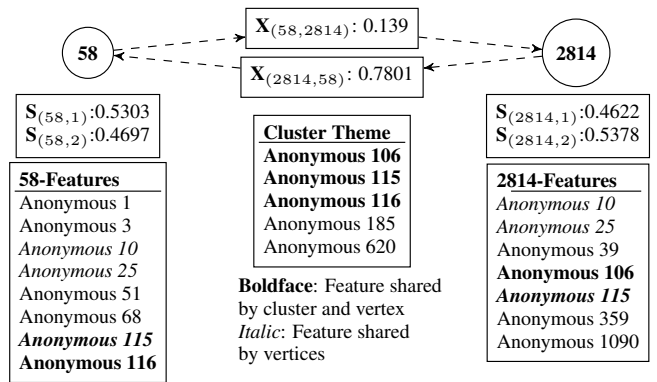 58
X(58,2814): 0.139
X(2814,58): 0.7801
2814
S(58,1):0.5303
S(58,2):0.4697
58-Features
Anonymous 1
Anonymous 3
Anonymous 10
Anonymous 25
Anonymous 51
Anonymous 68
Anonymous 115
Anonymous 116
Cluster Theme
Anonymous 106
Anonymous 115
Anonymous 116
Anonymous 185
Anonymous 620
Boldface: Feature shared
by cluster and vertex
Italic: Feature shared
by vertices
S(2814,1):0.4622
S(2814,2):0.5378
2814-Features
Anonymous 10
Anonymous 25
Anonymous 39
Anonymous 106
Anonymous 115
Anonymous 359
Anonymous 1090